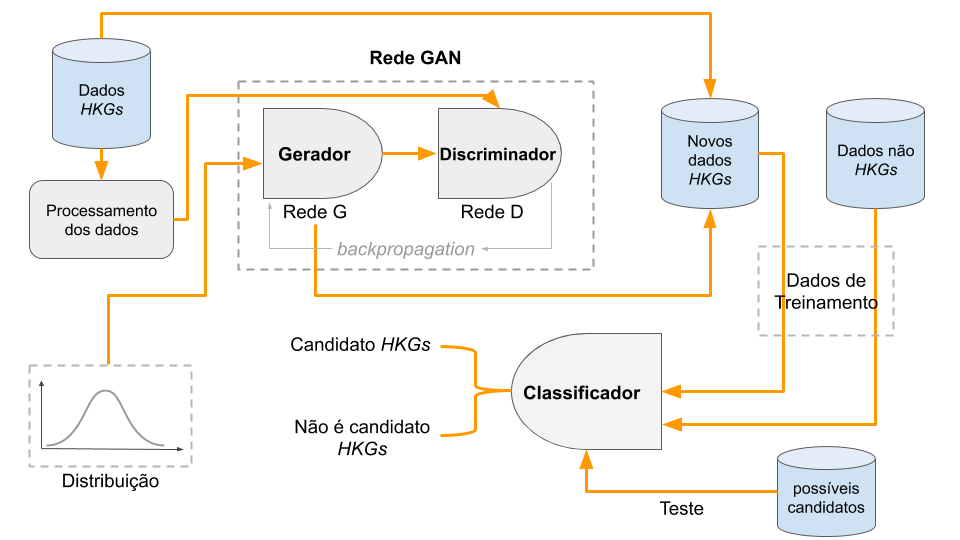 Rede GAN
Dados
HKGs
Gerador
Discriminador
Novos
dados
HKGs
Dados não
HKGs
Processamento
dos dados
Rede G
Rede D
backpropagation
Dados de
Treinamento
Candidato HKGs
Classificador
Não é candidato
HKGs
Distribuição
possíveis
candidatos
Teste